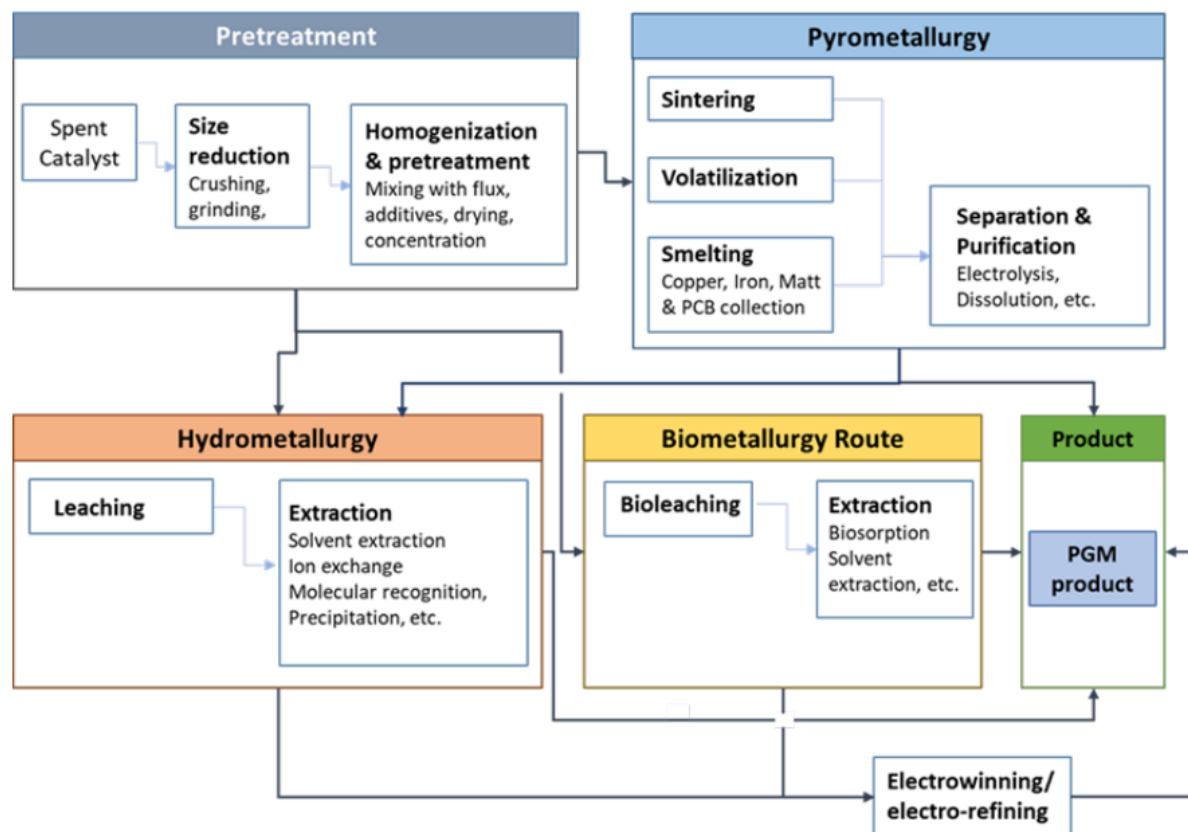 Pretreatment
Spent
Catalyst
Size
reduction
Crushing,
grinding,
Homogenization
& pretreatment
Mixing with flux,
additives, drying,
concentration
Pyrometallurgy
Sintering
Volatilization
Smelting
Copper, Iron, Matt
& PCB collection
Separation &
Purification
Electrolysis,
Dissolution, etc.
Hydrometallurgy
Leaching
Extraction
Solvent extraction
Ion exchange
Molecular recognition,
Precipitation, etc.
Biometallurgy Route
Bioleaching
Extraction
Biosorption
Solvent
extraction, etc.
Product
PGM
product
Electrowinning/
electro-refining